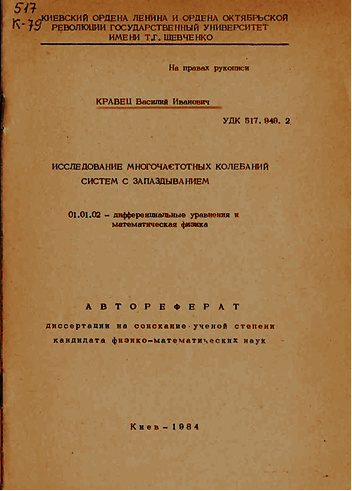 517
К-79
КИЕВСКИЙ ОРДЕНА ЛЕНИНА И ОРДЕНА ОКТЯБРЬСКОЙ
РЕВОЛЮЦИИ ГОСУДАРСТВЕННЫЙ УНИВЕРСИТЕТ
ИМЕНИ Т.Г. ШЕВЧЕНКО
На правах рукописи
КРАВЕЦ Василий Иванович
УДК 517. 949. 2
ИССЛЕДОВАНИЕ МНОГОЧАСТОТНЫХ КОЛЕБАНИЙ
СИСТЕМ С ЗАПАЗДЫВАНИЕМ
01.01.02 – дифференциальные уравнения и
математическая физика
АВТОРЕФЕРАТ
диссертации на соискание ученой степени
кандидата физико-математических наук
Киев – 1984